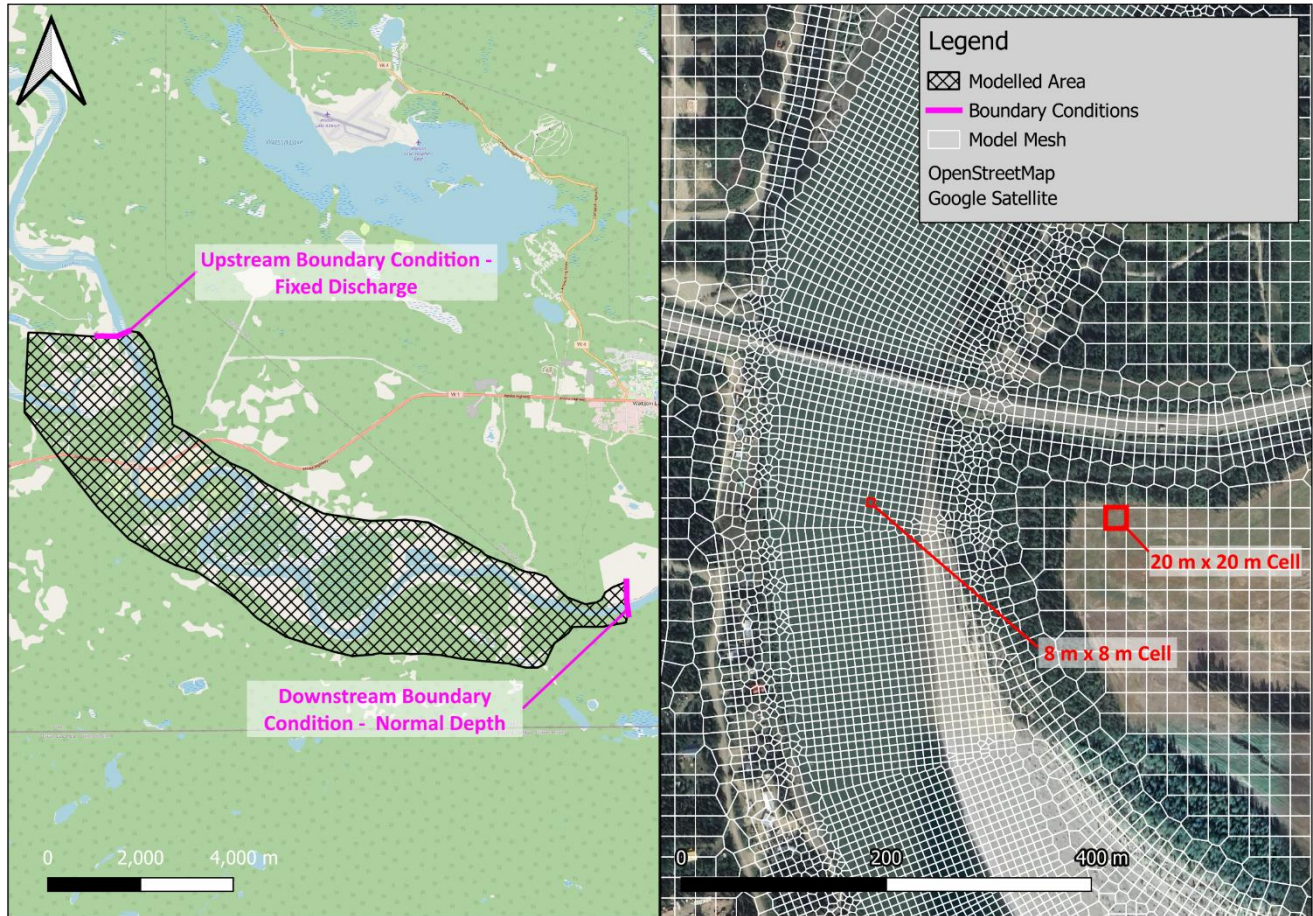 Upstream Boundary Condition -
Fixed Discharge
Downstream Boundary
Condition - Normal Depth
0 2,000 4,000 m
Legend
Modelled Area
Boundary Conditions
Model Mesh
OpenStreetMap
Google Satellite
20 m x 20 m Cell
8 m x 8 m Cell
0 200 400 m